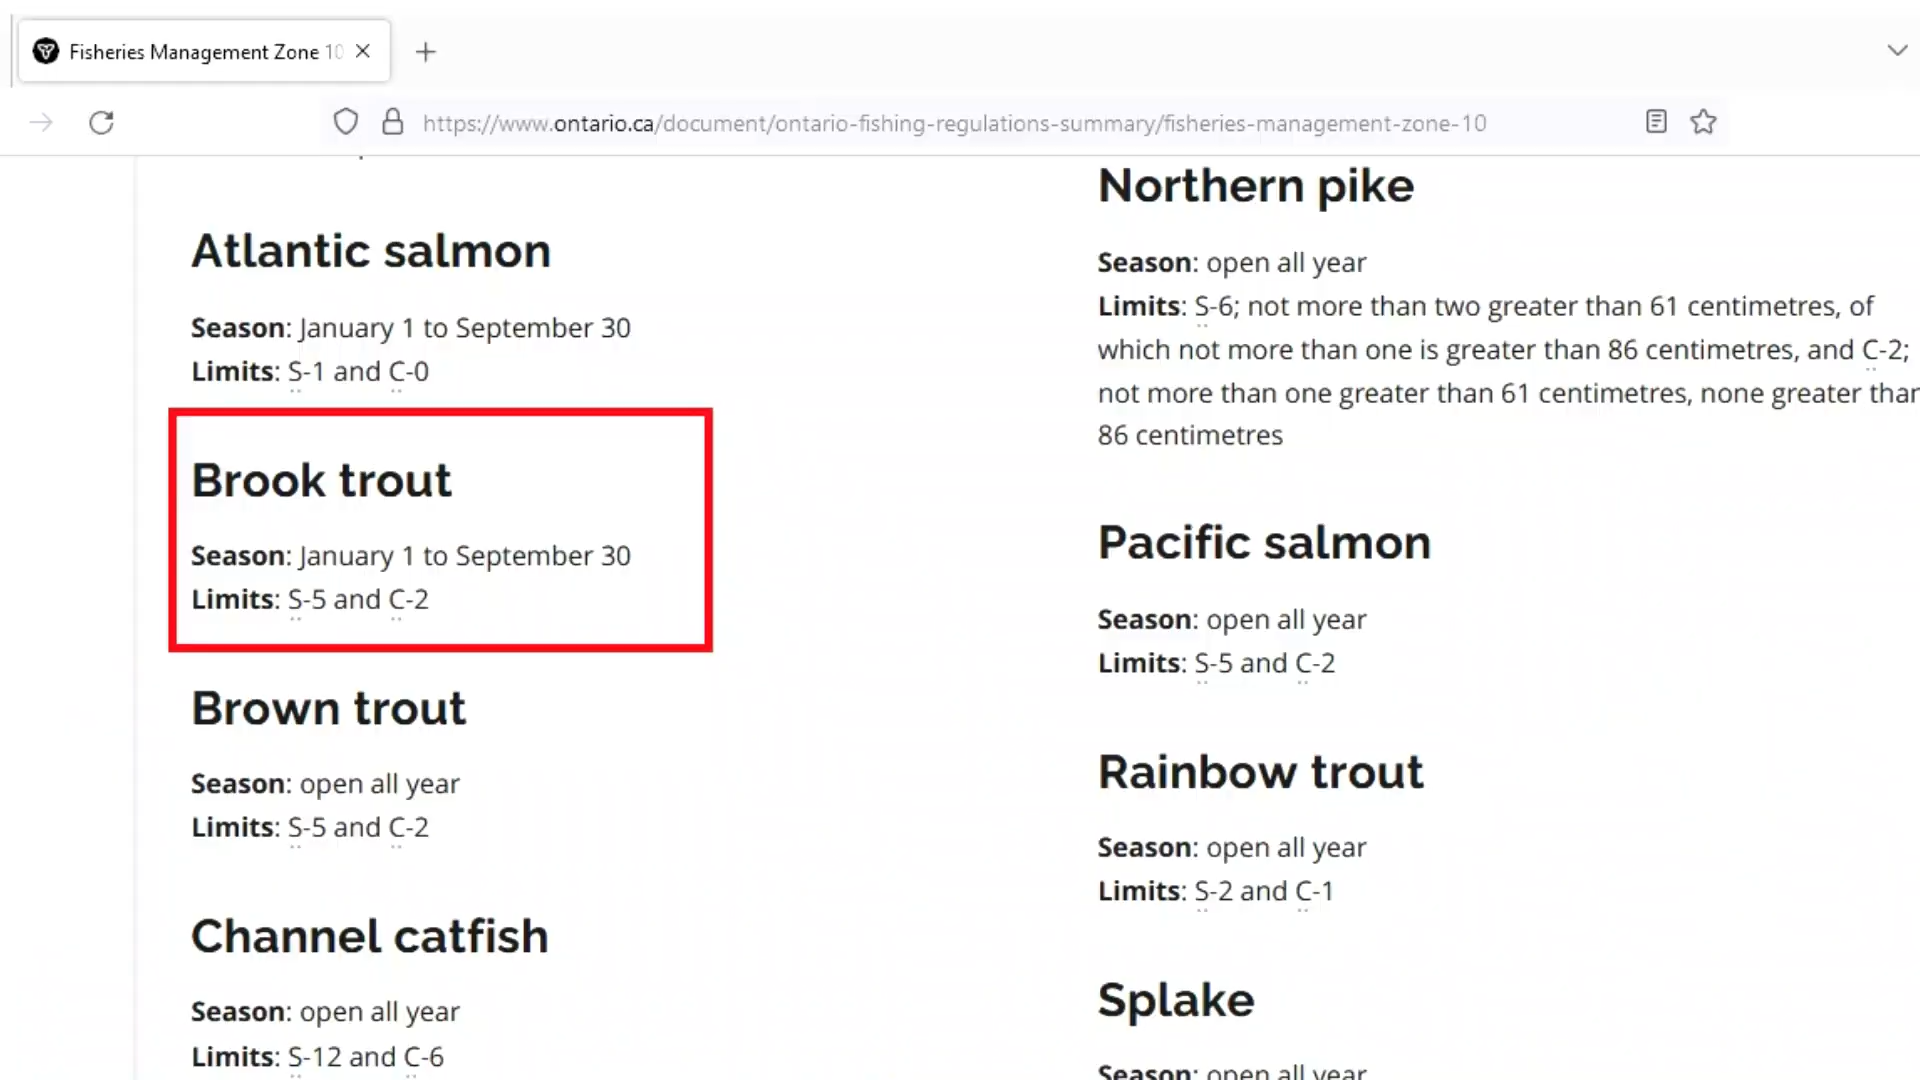 Fisheries Management Zone 10
https://www.ontario.ca/document/ontario-fishing-regulations-summary/fisheries-management-zone-10
Atlantic salmon
Season: January 1 to September 30
Limits: S-1 and C-0
Brook trout
Season: January 1 to September 30
Limits: S-5 and C-2
Brown trout
Season: open all year
Limits: S-5 and C-2
Channel catfish
Season: open all year
Limits: S-12 and C-6
Northern pike
Season: open all year
Limits: S-6; not more than two greater than 61 centimetres, of
which not more than one is greater than 86 centimetres, and C-2;
not more than one greater than 61 centimetres, none greater than
86 centimetres
Pacific salmon
Season: open all year
Limits: S-5 and C-2
Rainbow trout
Season: open all year
Limits: S-2 and C-1
Splake
Season: open all year